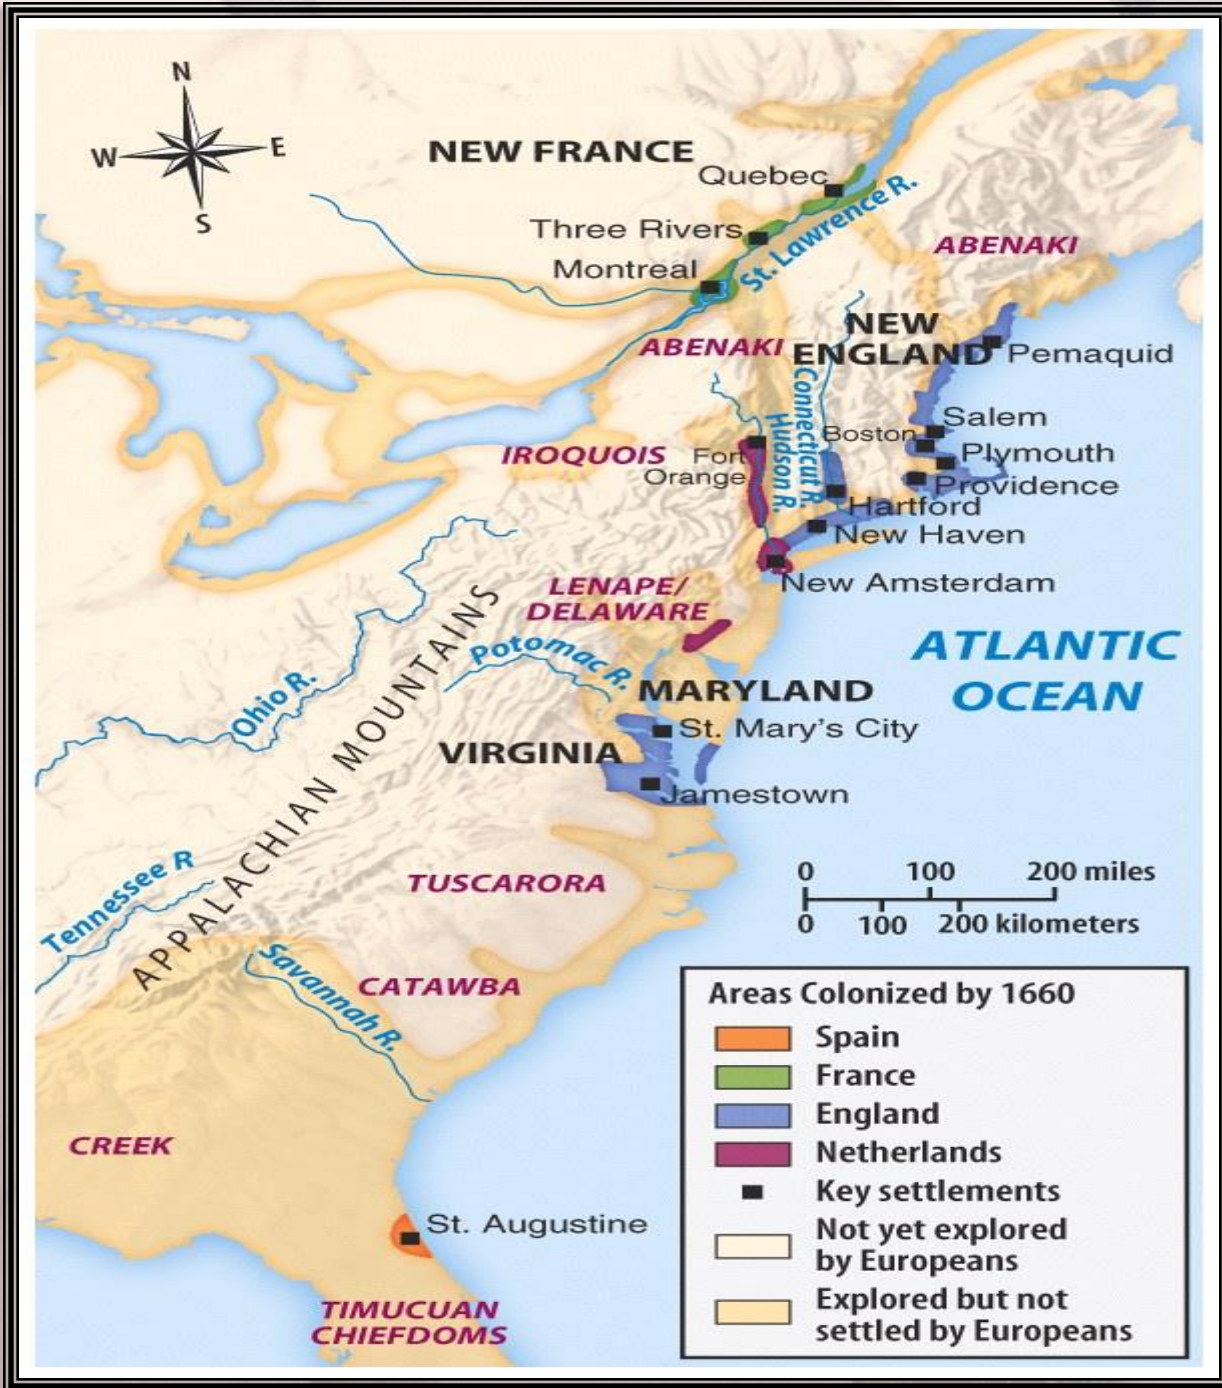 N
W
E
S
NEW FRANCE
Quebec
Three Rivers
Montreal
St. Lawrence R.
ABENAKI
ABENAKI
NEW
ENGLAND
Pemaquid
Connecticut R.
Hudson R.
Salem
Boston
Plymouth
Providence
IROQUOIS
Fort
Orange
Hartford
New Haven
New Amsterdam
LENAPE/
DELAWARE
Potomac R.
ATLANTIC
OCEAN
Ohio R.
APPALACHIAN MOUNTAINS
MARYLAND
St. Mary's City
VIRGINIA
Jamestown
Tennessee R
TUSCARORA
Savannah R.
CATAWBA
CREEK
St. Augustine
TIMUCUAN
CHIEFDOMS
0 100 200 miles
0 100 200 kilometers
Areas Colonized by 1660
Spain
France
England
Netherlands
Key settlements
Not yet explored
by Europeans
Explored but not
settled by Europeans